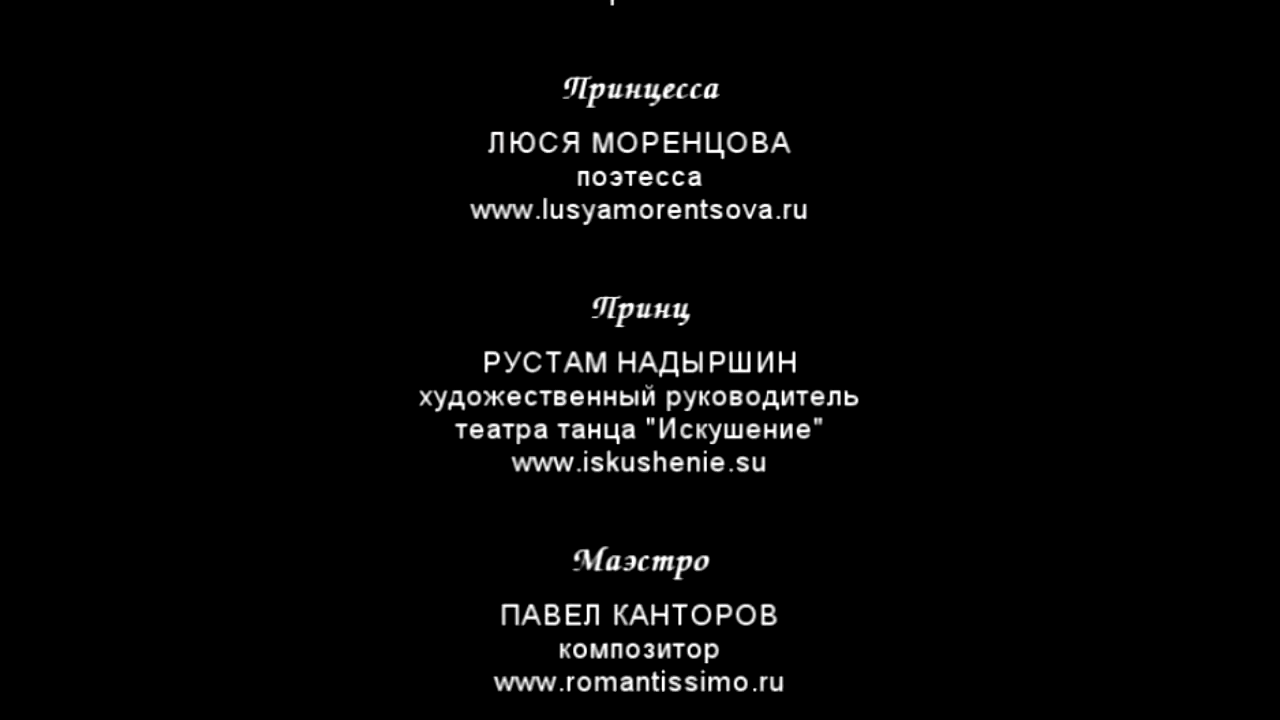 Принцесса
ЛЮСЯ МОРЕНЦОВА
поэтесса
www.lusyamorentsova.ru
Принц
РУСТАМ НАДЫРШИН
художественный руководитель
театра танца "Искушение"
www.iskushenie.su
Маэстро
ПАВЕЛ КАНТОРОВ
композитор
www.romantissimo.ru